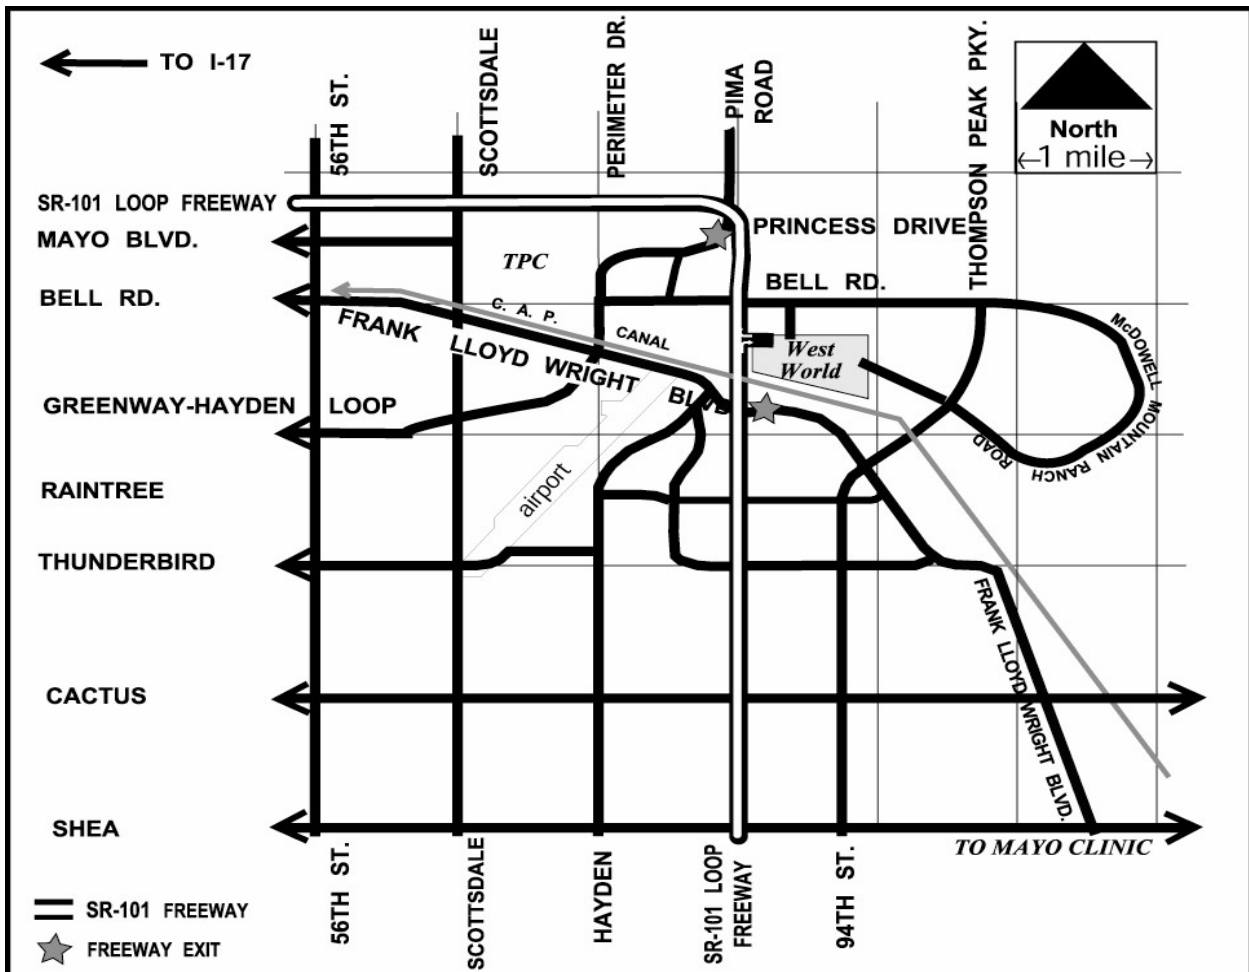 TO I-17
56TH ST.
SCOTTSDALE
PERIMETER DR.
PIMA
ROAD
THOMPSON PEAK PKY.
North
1 mile
SR-101 LOOP FREEWAY
MAYO BLVD.
BELL RD.
TPC
PRINCESS DRIVE
BELL RD.
C. A. P.
CANAL
FRANK LLOYD WRIGHT BLVD
West
World
McDOWELL MOUNTAIN RANCH
ROAD
GREENWAY-HAYDEN LOOP
airport
RAINTREE
THUNDERBIRD
FRANK LLOYD WRIGHT BLVD.
CACTUS
SHEA
TO MAYO CLINIC
56TH ST.
SCOTTSDALE
HAYDEN
SR-101 LOOP
FREEWAY
94TH ST.
SR-101 FREEWAY
FREEWAY EXIT